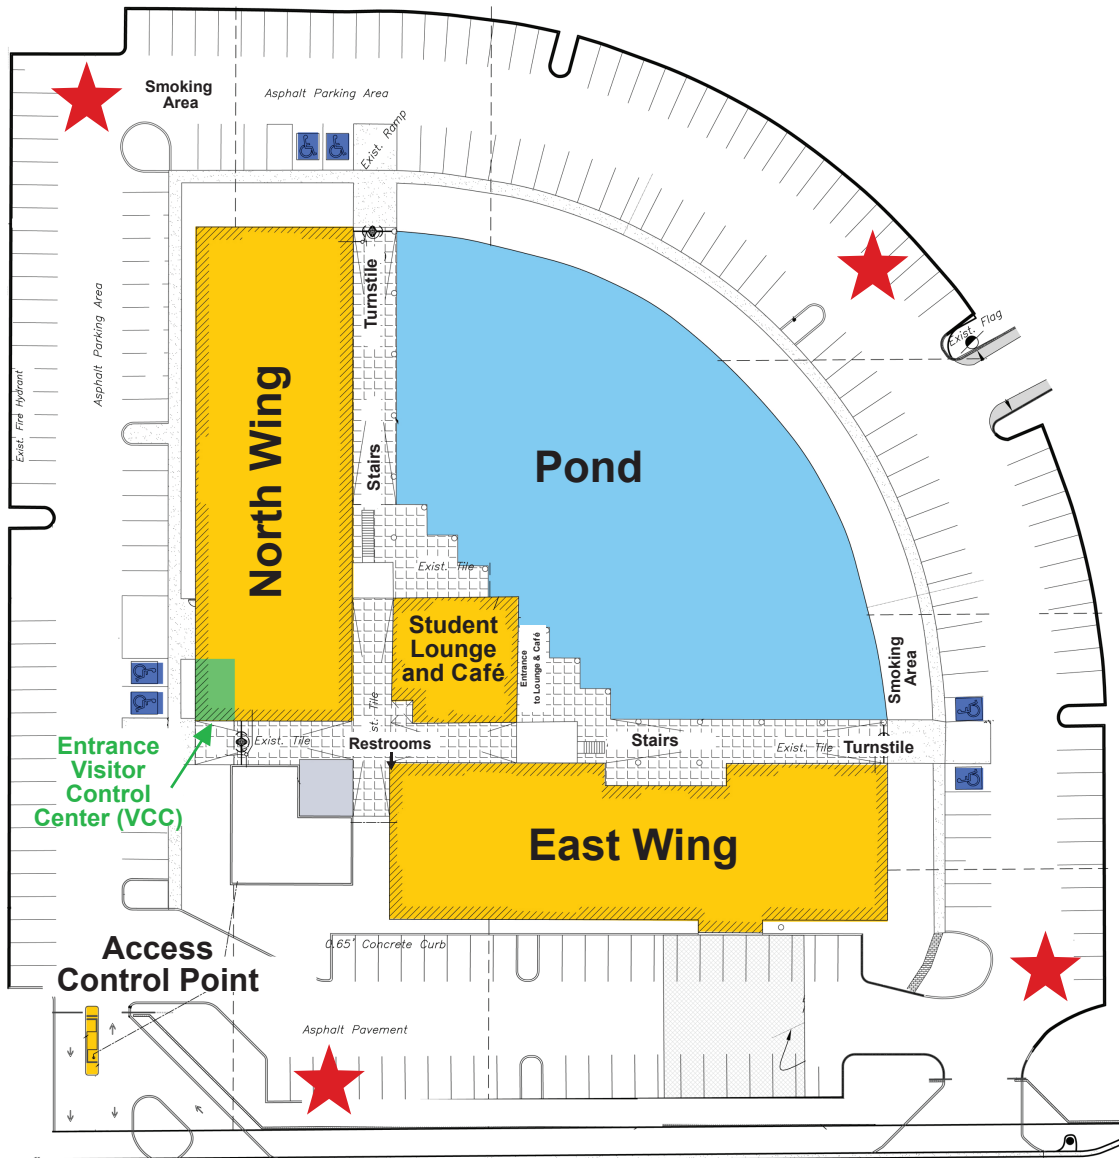 Smoking
Area
Asphalt Parking Area
Exist. Ramp
Turnstile
Exist. Flag
Asphalt Parking Area
Exist. Fire Hydrant
North Wing
Stairs
Pond
Exist. Tile
Student
Lounge
and Café
Entrance
to Lounge & Café
Smoking
Area
st. Tile
Entrance
Visitor
Control
Center (VCC)
Exist. Tile
Restrooms
Stairs
Exist. Tile
Turnstile
East Wing
Access
Control Point
0.65' Concrete Curb
Asphalt Pavement